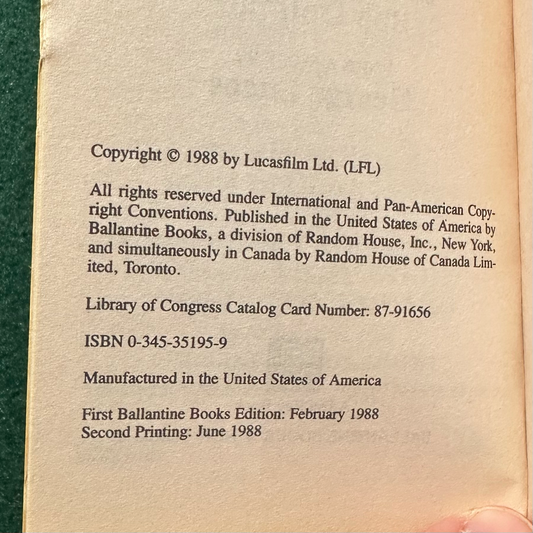 Copyright © 1988 by Lucasfilm Ltd. (LFL)
All rights reserved under International and Pan-American Copy-
right Conventions. Published in the United States of America by
Ballantine Books, a division of Random House, Inc., New York,
and simultaneously in Canada by Random House of Canada Lim-
ited, Toronto.
Library of Congress Catalog Card Number: 87-91656
ISBN 0-345-35195-9
Manufactured in the United States of America
First Ballantine Books Edition: February 1988
Second Printing: June 1988